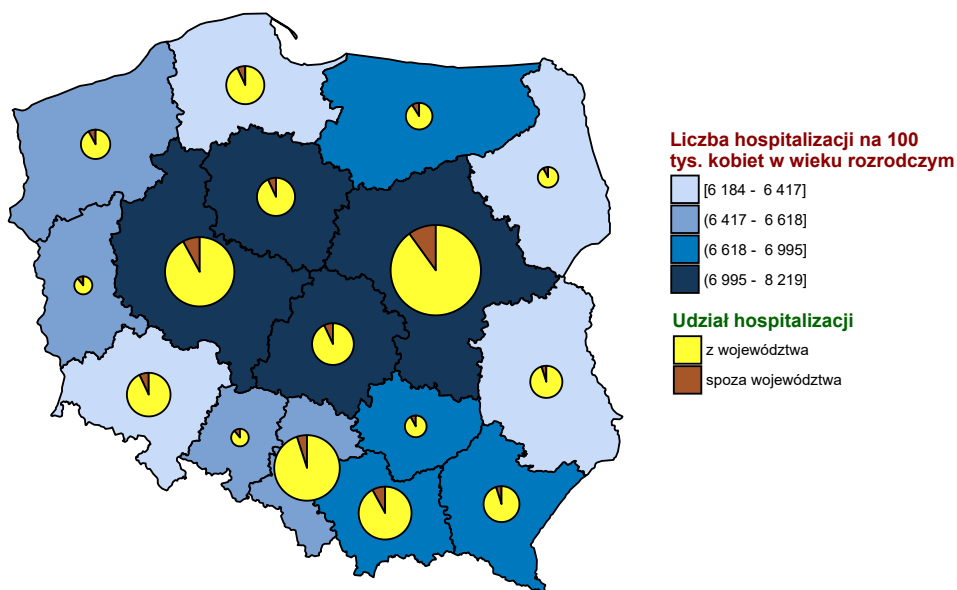 Liczba hospitalizacji na 100
tys. kobiet w wieku rozrodczym
[6 184 - 6 417]
(6 417 - 6 618]
(6 618 - 6 995]
(6 995 - 8 219]
Udział hospitalizacji
z województwa
spoza województwa